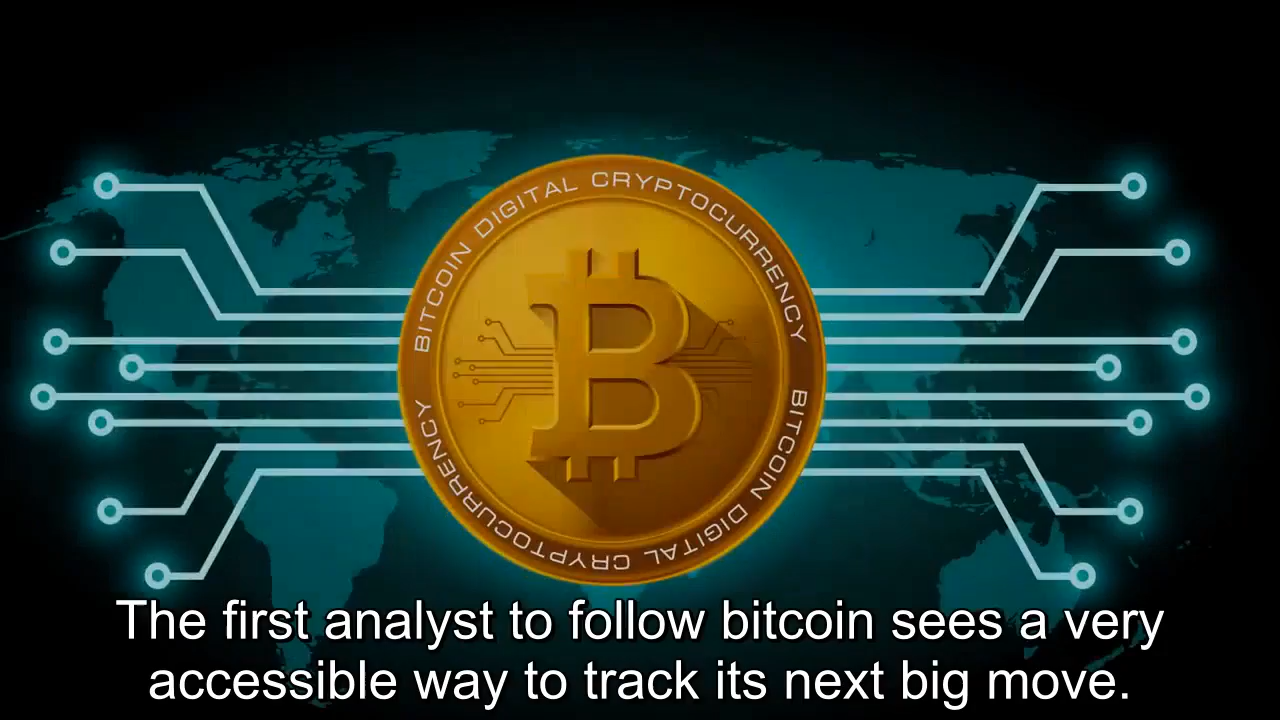 BITCOIN DIGITAL CRYPTOCURRENCY
BITCOIN DIGITAL CRYPTOCURRENCY
The first analyst to follow bitcoin sees a very
accessible way to track its next big move.